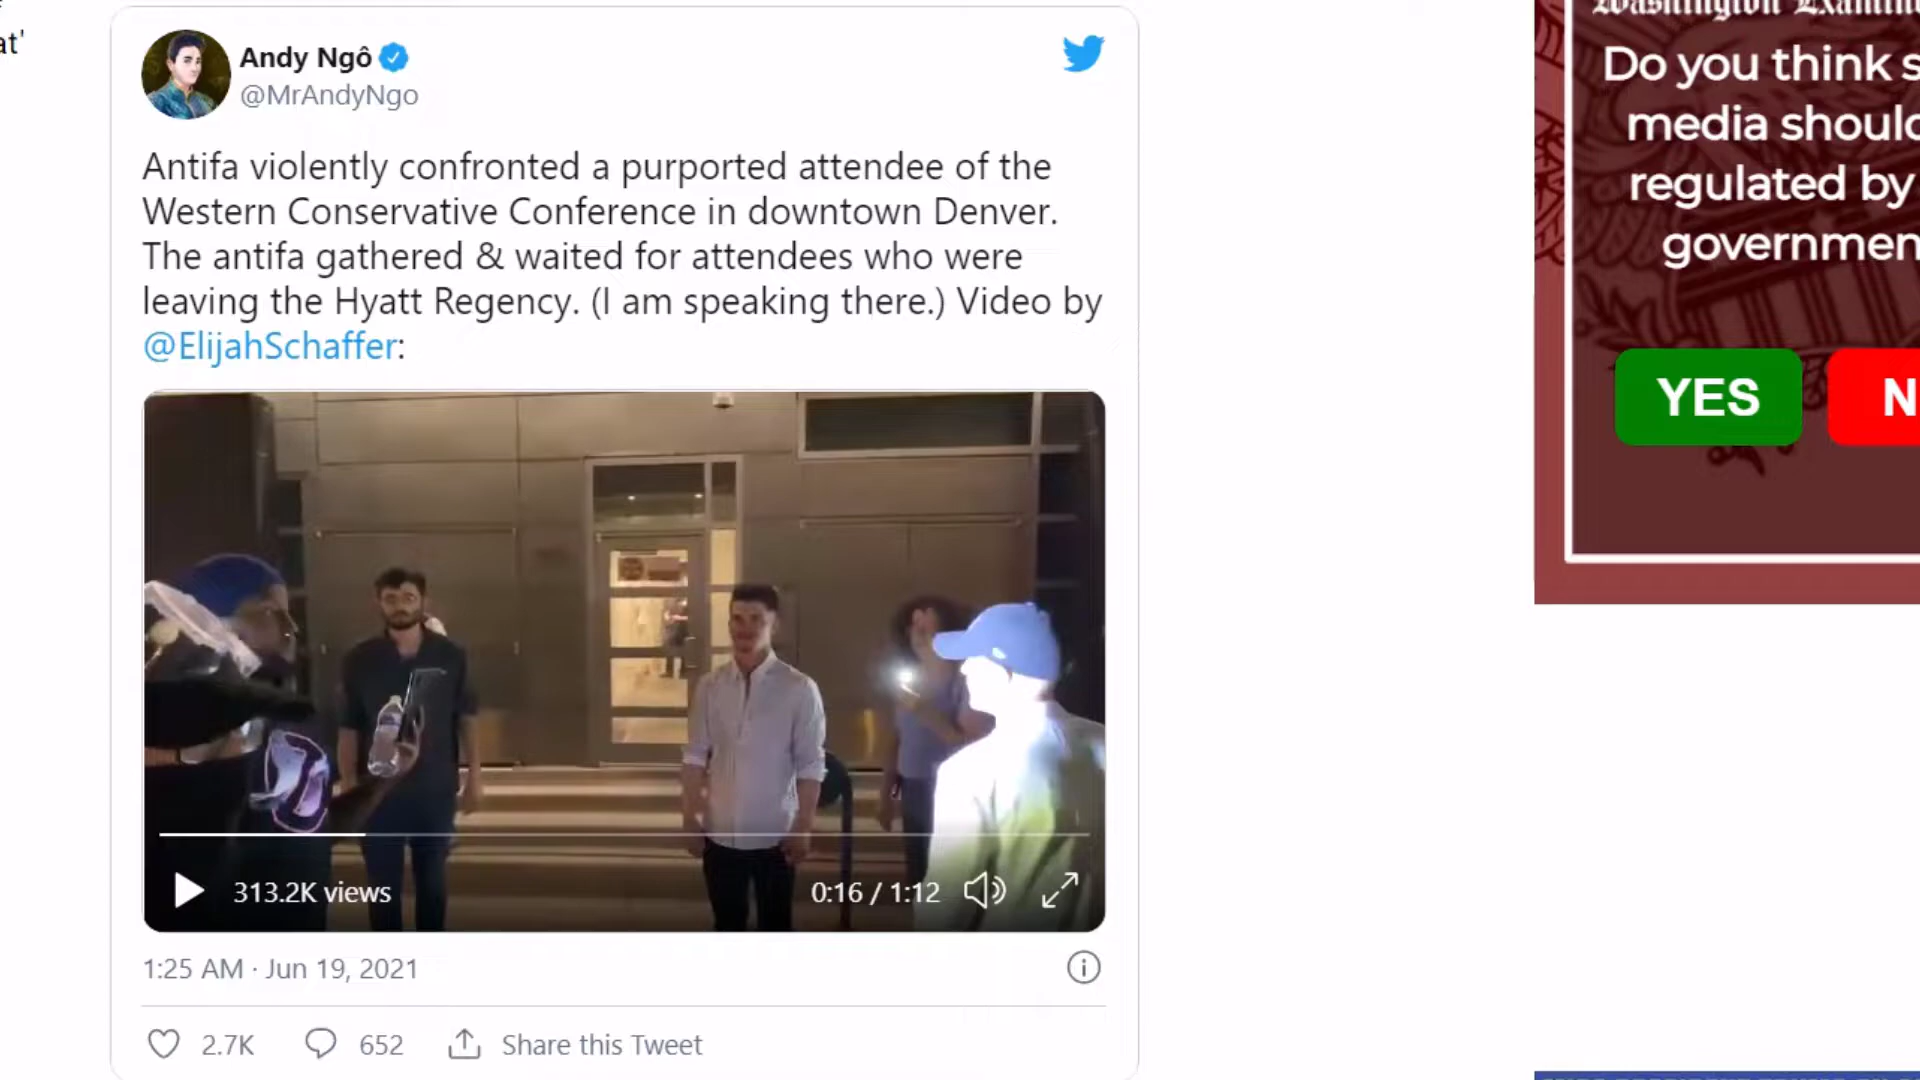 at'
Andy Ngô
@MrAndyNgo
Antifa violently confronted a purported attendee of the
Western Conservative Conference in downtown Denver.
The antifa gathered & waited for attendees who were
leaving the Hyatt Regency. (I am speaking there.) Video by
@ElijahSchaffer:
313.2K views
0:16 / 1:12
1:25 AM · Jun 19, 2021
2.7K
652
Share this Tweet
Washington
Do you think s
media should
regulated by
governmen
YES
N